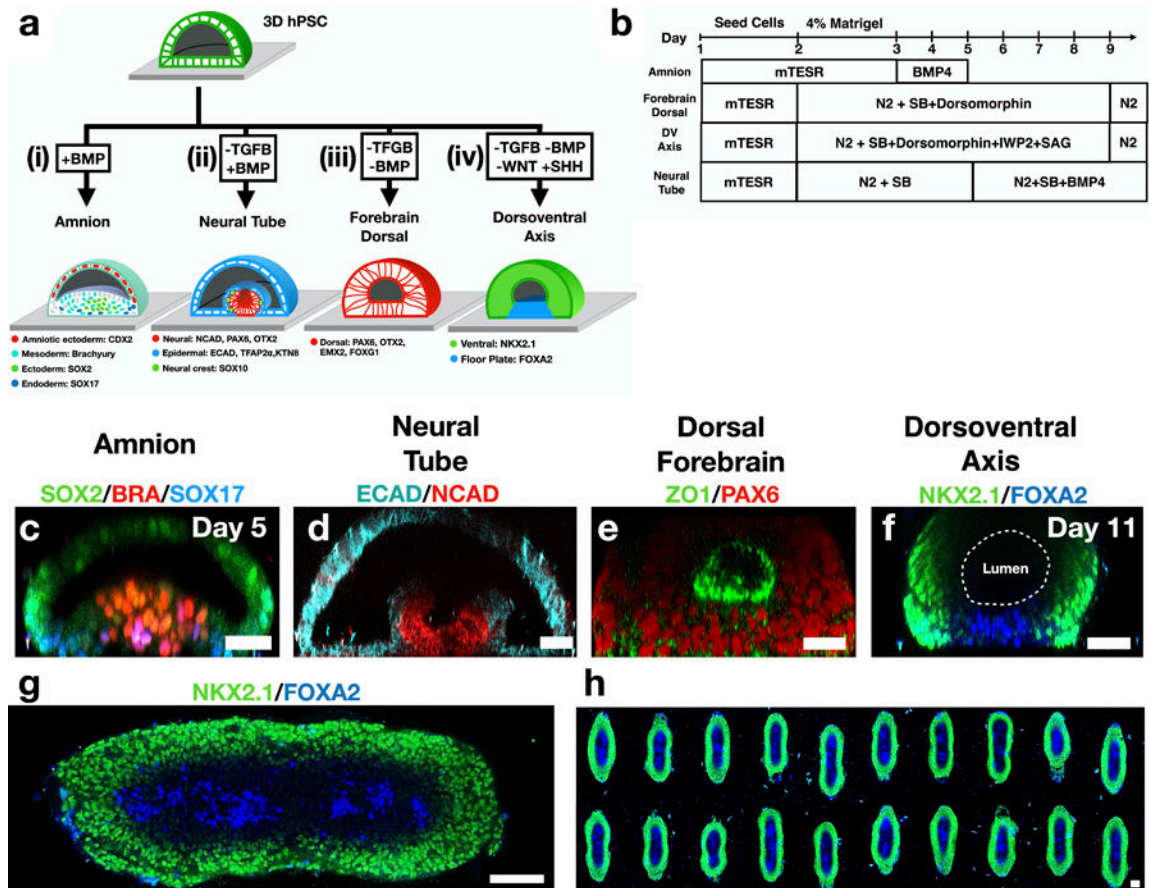 a
3D hPSC
(i)
+BMP
(ii)
-TGFB
+BMP
(iii)
-TFGB
-BMP
(iv)
-TGFB -BMP
-WNT +SHH
Amnion
Neural Tube
Forebrain
Dorsal
Dorsoventral
Axis
Amniotic ectoderm: CDX2
Mesoderm: Brachyury
Ectoderm: SOX2
Endoderm: SOX17
Neural: NCAD, PAX6, OTX2
Epidermal: ECAD, TFAP2α,KTN8
Neural crest: SOX10
Dorsal: PAX6, OTX2,
EMX2, FOXG1
Ventral: NKX2.1
Floor Plate: FOXA2
b
Seed Cells 4% Matrigel
Day
1 2 3 4 5 6 7 8 9
Amnion mTESR BMP4
Forebrain
Dorsal
mTESR N2 + SB+Dorsomorphin N2
DV
Axis
mTESR N2 + SB+Dorsomorphin+IWP2+SAG N2
Neural
Tube
mTESR N2 + SB N2+SB+BMP4
Amnion
SOX2/BRA/SOX17
c Day 5
Neural
Tube
ECAD/NCAD
d
Dorsal
Forebrain
ZO1/PAX6
e
Dorsoventral
Axis
NKX2.1/FOXA2
f Day 11
Lumen
g
NKX2.1/FOXA2
h